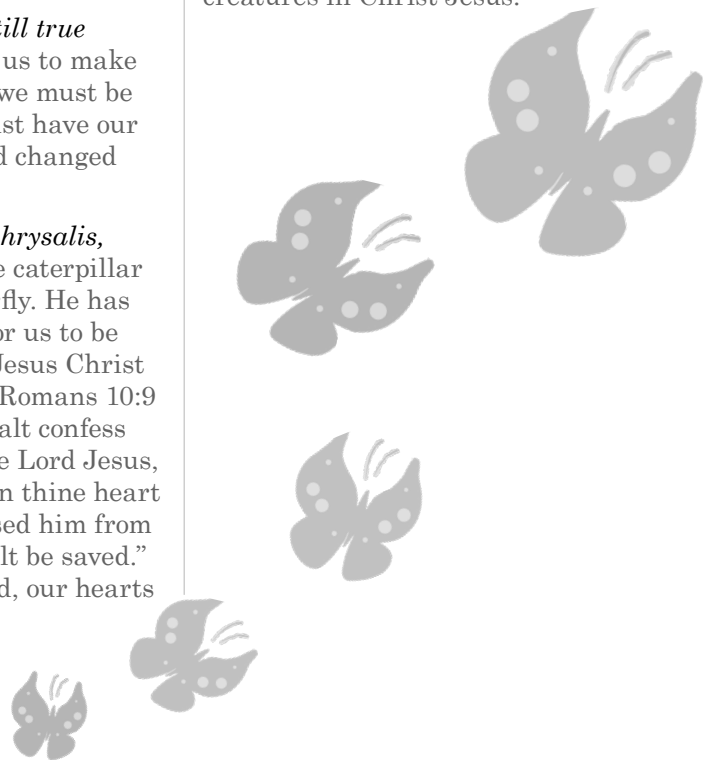 till true
us to make
we must be
st have our
d changed
hrysalis,
e caterpillar
fly. He has
or us to be
Jesus Christ
Romans 10:9
alt confess
e Lord Jesus,
n thine heart
sed him from
lt be saved.”
d, our hearts
creatures in Christ Jesus.